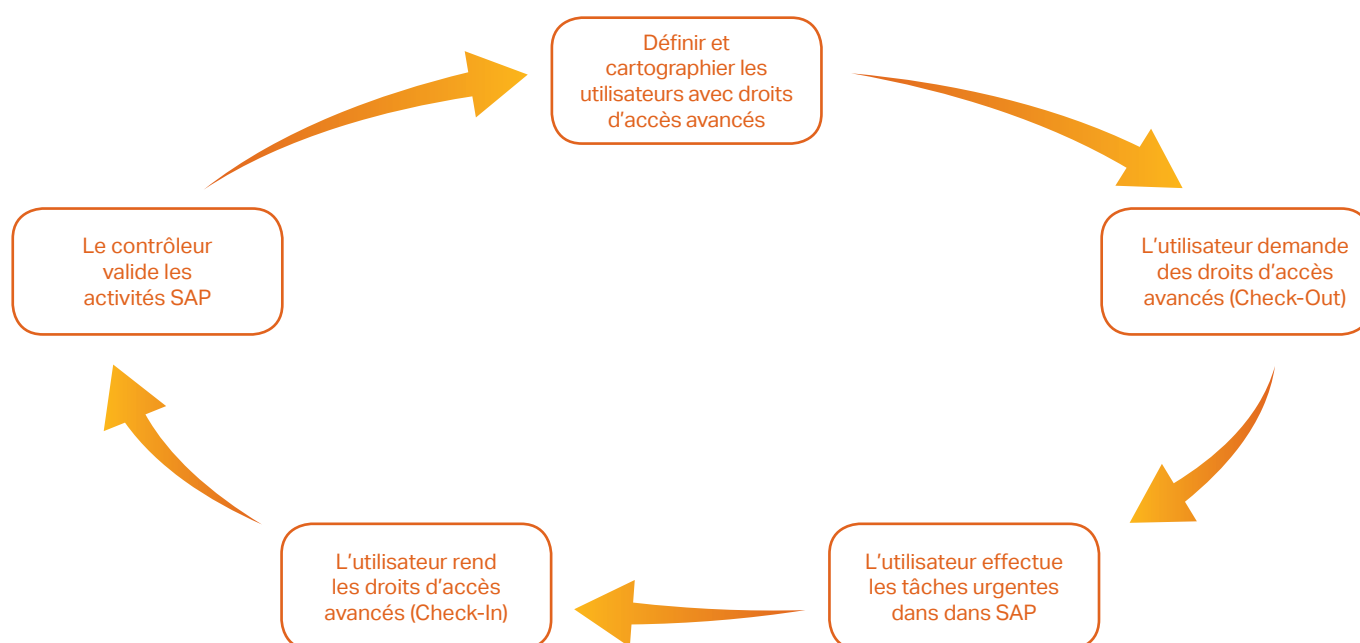 Définir et
cartographier les
utilisateurs avec droits
d'accès avancés
L'utilisateur demande
des droits d'accès
avancés (Check-Out)
L'utilisateur effectue
les tâches urgentes
dans dans SAP
L'utilisateur rend
les droits d'accès
avancés (Check-In)
Le contrôleur
valide les
activités SAP